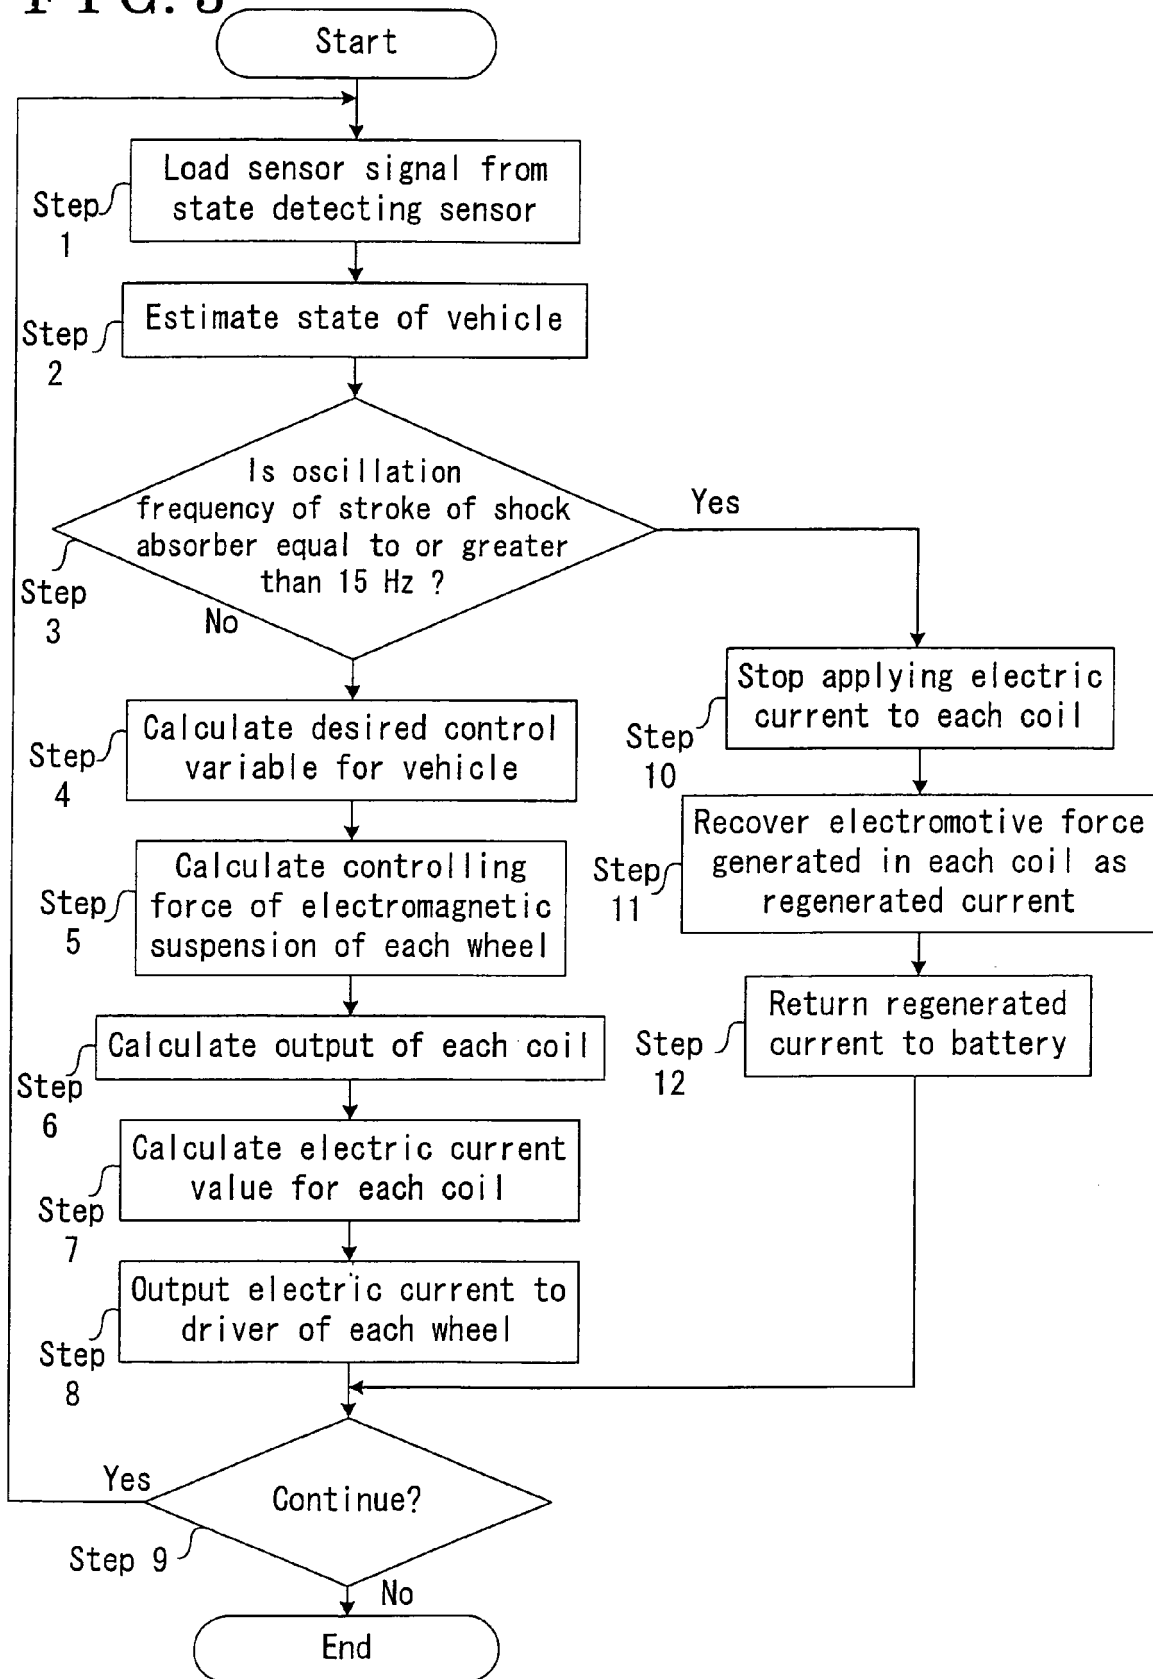 FIG.
Start
Load sensor signal from
state detecting sensor
Step
1
Estimate state of vehicle
Step
2
Is oscillation
frequency of stroke of shock
absorber equal to or greater
than 15 Hz ?
Yes
Step
3
No
Stop applying electric
current to each coil
Step
10
Calculate desired control
variable for vehicle
Step
4
Recover electromotive force
generated in each coil as
regenerated current
Step
11
Calculate controlling
force of electromagnetic
suspension of each wheel
Step
5
Return regenerated
current to battery
Step
12
Calculate output of each coil
Step
6
Calculate electric current
value for each coil
Step
7
Output electric current to
driver of each wheel
Step
8
Yes
Continue?
Step 9
No
End